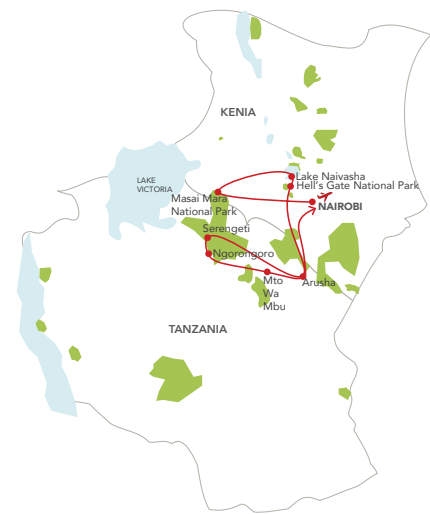 KENIA
LAKE
VICTORIA
Lake Naivasha
Hell's Gate National Park
Masai Mara
National Park
NAIROBI
Serengeti
Ngorongoro
Mto
Wa
Mbu
Arusha
TANZANIA